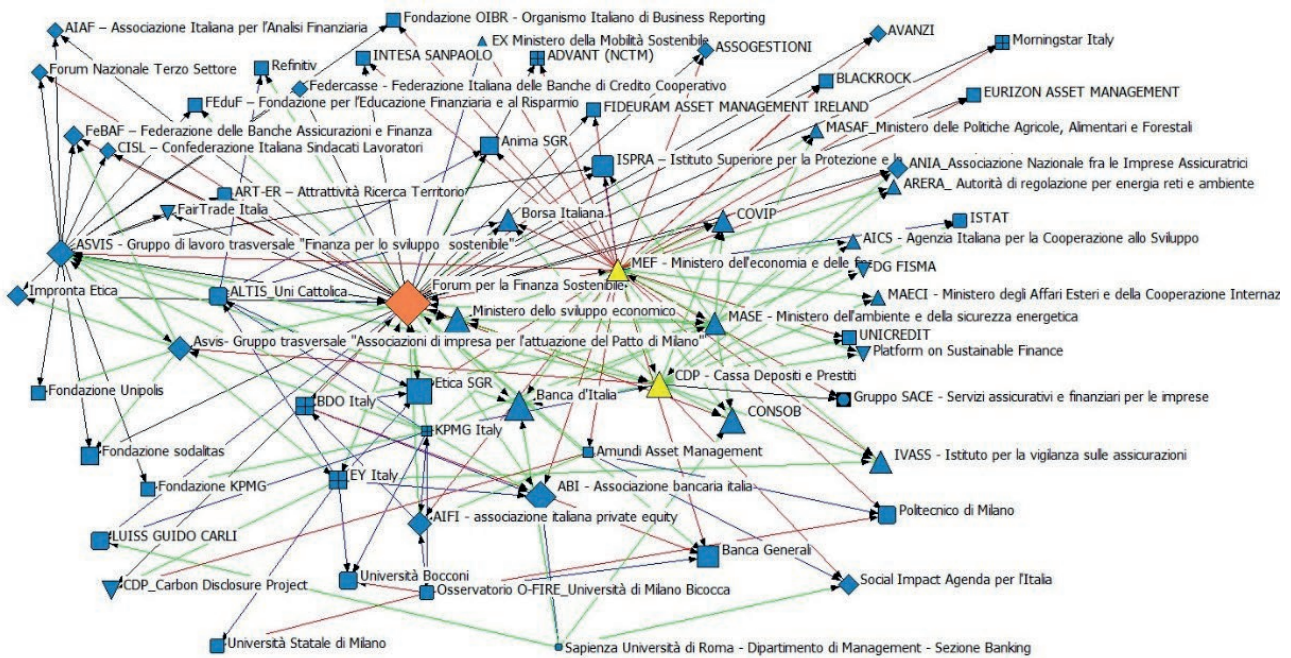 Fondazione OIBR - Organismo Italiano di Business Reporting
AIAF – Associazione Italiana per l'Analisi Finanziaria
EX Ministero della Mobilità Sostenibile
AVANZI
Morningstar Italy
ASSOGESTIONI
INTESA SANPAOLO
ADVANT (NCTM)
Refinitiv
Forum Nazionale Terzo Settore
BLACKROCK
Federcasse - Federazione Italiana delle Banche di Credito Cooperativo
EURIZON ASSET MANAGEMENT
FEduF – Fondazione per l'Educazione Finanziaria e al Risparmio
FIDEURAM ASSET MANAGEMENT IRELAND
MASAF_Ministero delle Politiche Agricole, Alimentari e Forestali
FeBAF – Federazione delle Banche Assicurazioni e Finanza
Anima SGR
CISL – Confederazione Italiana Sindacati Lavoratori
ISPRA – Istituto Superiore per la Protezione e
ANIA_Associazione Nazionale fra le Imprese Assicuratrici
ARERA_ Autorità di regolazione per energia reti e ambiente
ART-ER – Attrattività Ricerca Territorio
FairTrade Italia
Borsa Italiana
COVIP
ISTAT
AICS - Agenzia Italiana per la Cooperazione allo Sviluppo
ASVIS - Gruppo di lavoro trasversale "Finanza per lo sviluppo sostenibile"
MEF - Ministero dell'economia e delle
DG FISMA
Forum per la Finanza Sostenibile
Impronta Etica
ALTIS_Uni Cattolica
MAECI - Ministero degli Affari Esteri e della Cooperazione Internaz
Ministero dello sviluppo economico
MASE - Ministero dell'ambiente e della sicurezza energetica
UNICREDIT
Asvis- Gruppo trasversale "Associazioni di impresa per l'attuazione del Patto di Milano"
Platform on Sustainable Finance
CDP - Cassa Depositi e Prestiti
Fondazione Unipolis
Etica SGR
Banca d'Italia
Gruppo SACE - Servizi assicurativi e finanziari per le imprese
BDO Italy
CONSOB
KPMG Italy
Fondazione sodalitas
Amundi Asset Management
IVASS - Istituto per la vigilanza sulle assicurazioni
EY Italy
Fondazione KPMG
ABI - Associazione bancaria italia
Politecnico di Milano
AIFI - associazione italiana private equity
LUISS GUIDO CARLI
Banca Generali
CDP_Carbon Disclosure Project
Università Bocconi
Social Impact Agenda per l'Italia
Osservatorio O-FIRE_Università di Milano Bicocca
Università Statale di Milano
Sapienza Università di Roma - Dipartimento di Management - Sezione Banking